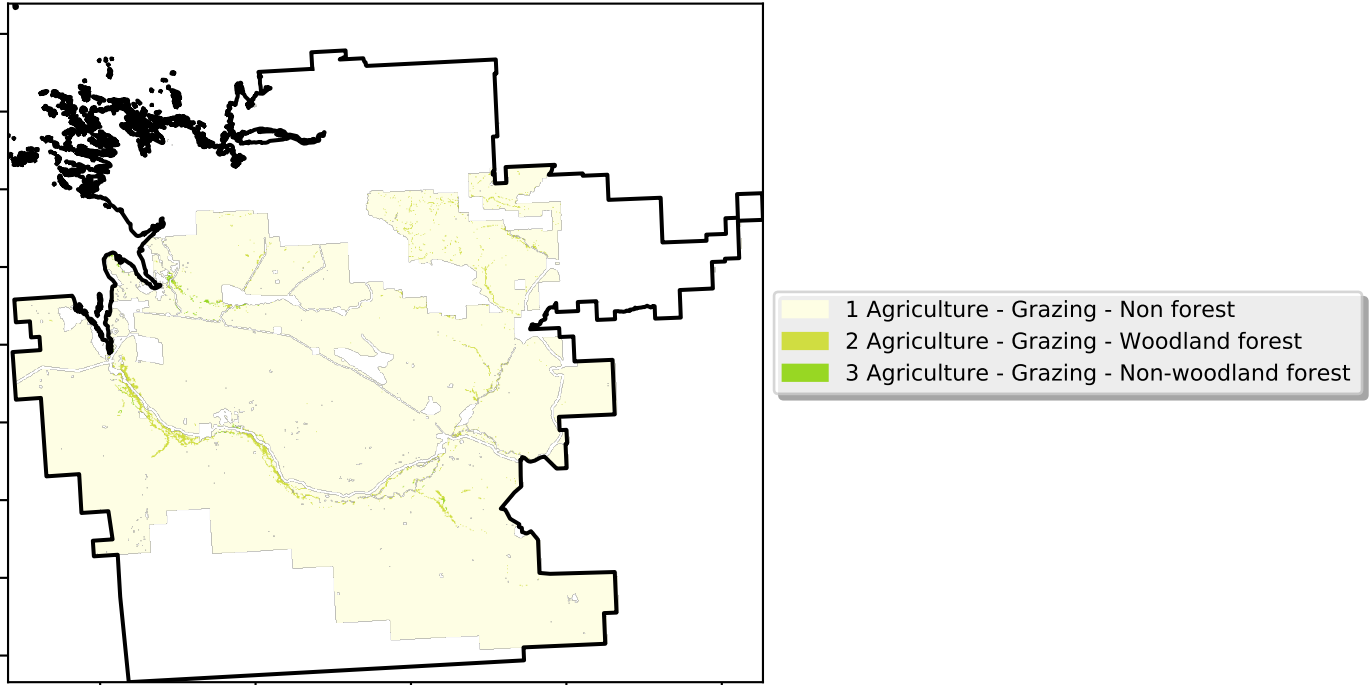 1 Agriculture - Grazing - Non forest
2 Agriculture - Grazing - Woodland forest
3 Agriculture - Grazing - Non-woodland forest